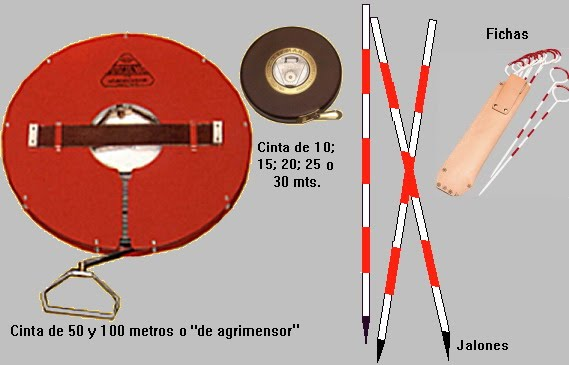 Fichas
Cinta de 10;
15; 20; 25 o
30 mts.
Cinta de 50 y 100 metros o "de agrimensor"
Jalones